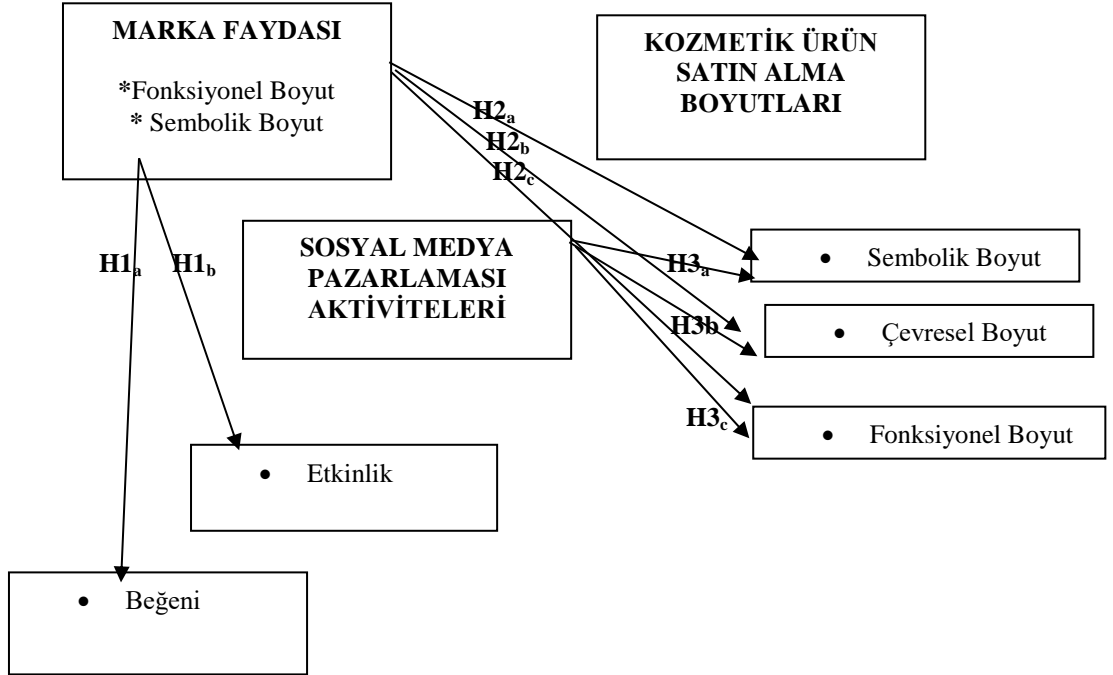 MARKA FAYDASI
*Fonksiyonel Boyut
* Sembolik Boyut
KOZMETİK ÜRÜN
SATIN ALMA
BOYUTLARI
H2a
H2b
H2c
SOSYAL MEDYA
PAZARLAMASI
AKTİVİTELERİ
H1a
H1b
H3a
H3b
H3c
• Sembolik Boyut
• Çevresel Boyut
• Fonksiyonel Boyut
• Etkinlik
• Beğeni